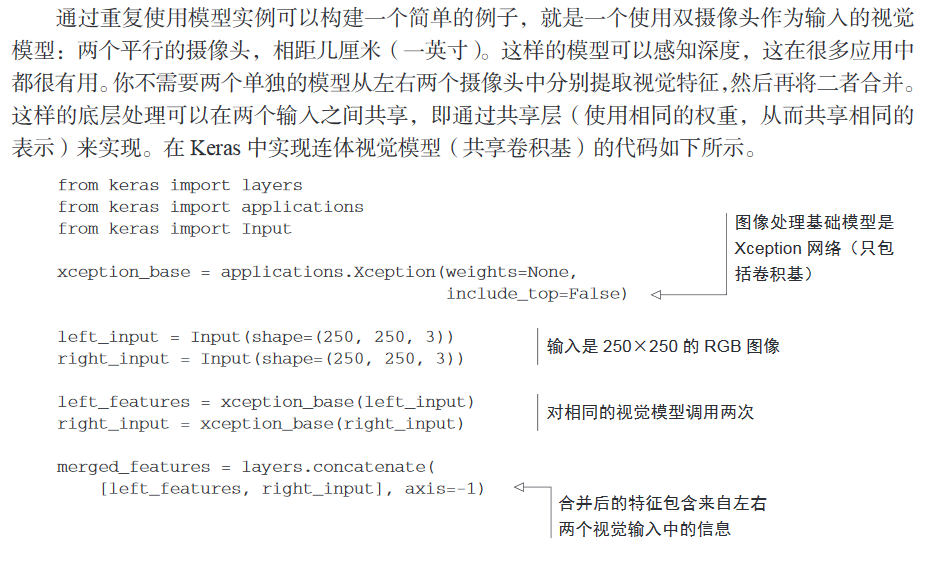 通过重复使用模型实例可以构建一个简单的例子，就是一个使用双摄像头作为输入的视觉
模型：两个平行的摄像头，相距几厘米（一英寸）。这样的模型可以感知深度，这在很多应用中
都很有用。你不需要两个单独的模型从左右两个摄像头中分别提取视觉特征，然后再将二者合并。
这样的底层处理可以在两个输入之间共享，即通过共享层（使用相同的权重，从而共享相同的
表示）来实现。在 Keras 中实现连体视觉模型（共享卷积基）的代码如下所示。
from keras import layers
from keras import applications
from keras import Input
图像处理基础模型是
Xception 网络（只包
括卷积基）
xception_base = applications.Xception(weights=None,
include_top=False)
left_input = Input(shape=(250, 250, 3))
right_input = Input(shape=(250, 250, 3))
输入是 250×250 的 RGB 图像
left_features = xception_base(left_input)
right_input = xception_base(right_input)
对相同的视觉模型调用两次
merged_features = layers.concatenate(
[left_features, right_input], axis=-1)
合并后的特征包含来自左右
两个视觉输入中的信息